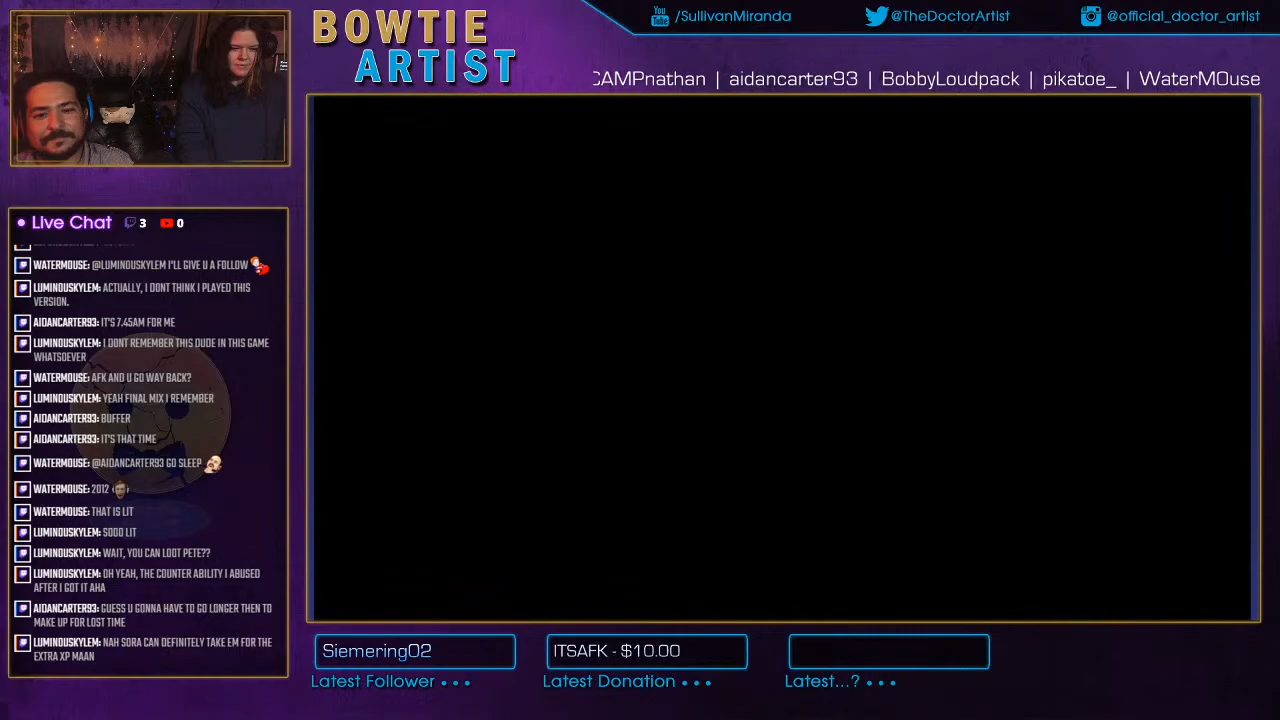 BOWTIE
ARTIST
/SullivanMiranda
@TheDoctorArtist
@official_doctor_artist
CAMPnathan | aidancarter93 | BobbyLoudpack | pikatoe_ | WaterM0use
Live Chat 3 0
WATERMOUSE: @LUMINOUSKYLEM I'LL GIVE U A FOLLOW
LUMINOUSKYLEM: ACTUALLY, I DONT THINK I PLAYED THIS
VERSION.
AIDANCARTER93: IT'S 7.45AM FOR ME
LUMINOUSKYLEM: I DONT REMEMBER THIS DUDE IN THIS GAME
WHATSOEVER
WATERMOUSE: AFK AND U GO WAY BACK?
LUMINOUSKYLEM: YEAH FINAL MIX I REMEMBER
AIDANCARTER93: BUFFER
AIDANCARTER93: IT'S THAT TIME
WATERMOUSE: @AIDANCARTER93 GO SLEEP
WATERMOUSE: 2012
WATERMOUSE: THAT IS LIT
LUMINOUSKYLEM: SOOO LIT
LUMINOUSKYLEM: WAIT, YOU CAN LOOT PETE??
LUMINOUSKYLEM: OH YEAH, THE COUNTER ABILITY I ABUSED
AFTER I GOT IT AHA
AIDANCARTER93: GUESS U GONNA HAVE TO GO LONGER THEN TO
MAKE UP FOR LOST TIME
LUMINOUSKYLEM: NAH SORA CAN DEFINITELY TAKE EM FOR THE
EXTRA XP MAAN
Siemering02
Latest Follower • • •
ITSAFK - $10.00
Latest Donation • • •
Latest...? • • •